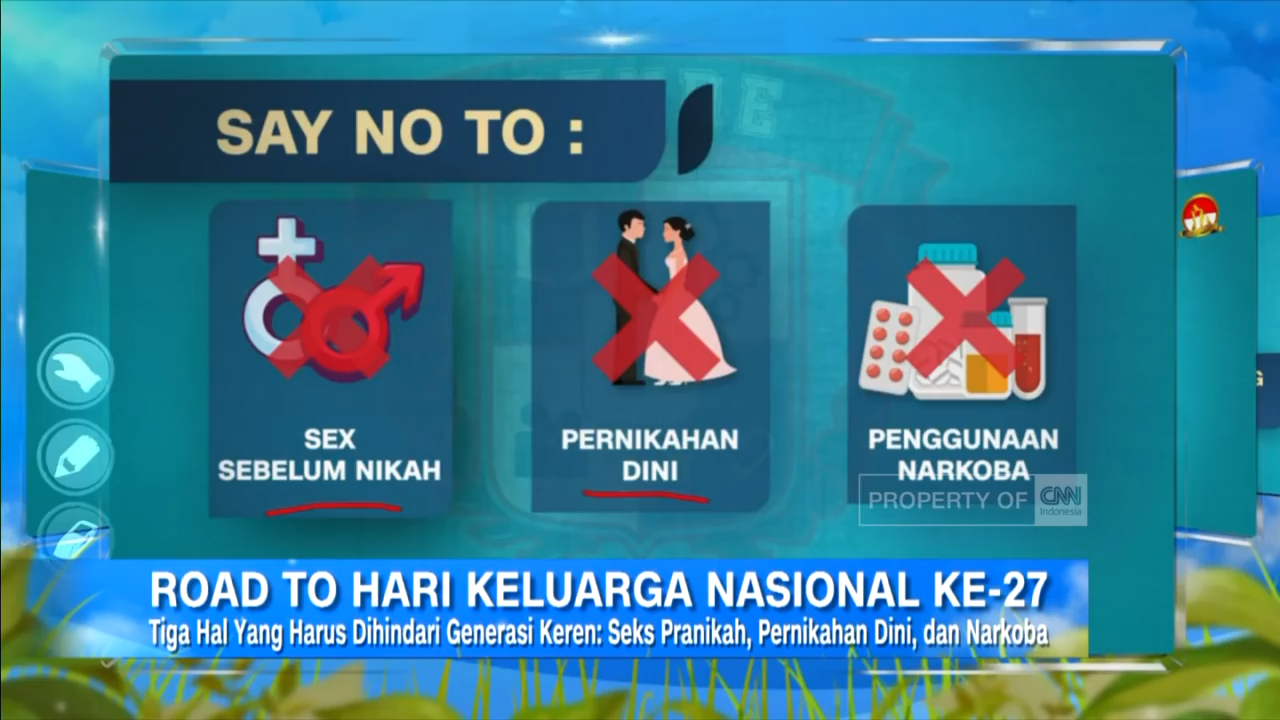 SAY NO TO :
SEX
SEBELUM NIKAH
PERNIKAHAN
DINI
PENGGUNAAN
NARKOBA
PROPERTY OF CNN
Indonesia
ROAD TO HARI KELUARGA NASIONAL KE-27
Tiga Hal Yang Harus Dihindari Generasi Keren: Seks Pranikah, Pernikahan Dini, dan Narkoba